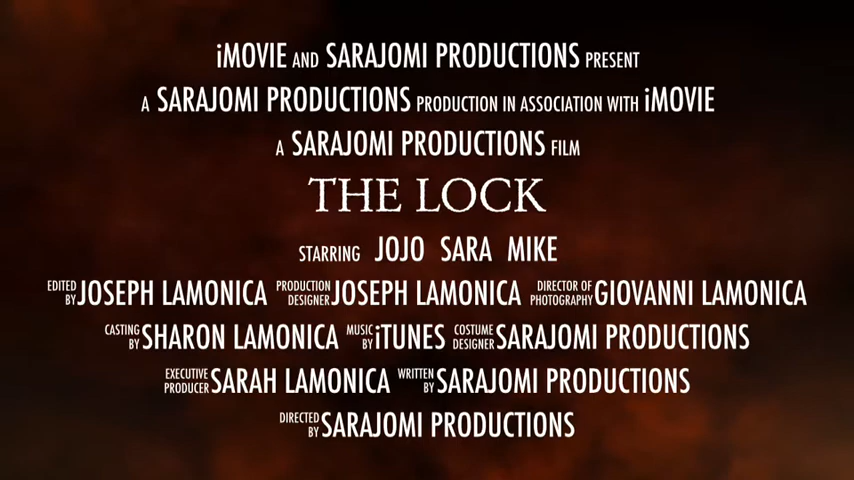 iMOVIE AND SARAJOMI PRODUCTIONS PRESENT
A SARAJOMI PRODUCTIONS PRODUCTION IN ASSOCIATION WITH iMOVIE
A SARAJOMI PRODUCTIONS FILM
THE LOCK
STARRING JOJO SARA MIKE
EDITED BY JOSEPH LAMONICA PRODUCTION DESIGNER JOSEPH LAMONICA DIRECTOR OF PHOTOGRAPHY GIOVANNI LAMONICA
CASTING BY SHARON LAMONICA MUSIC BY iTUNES COSTUME DESIGNER SARAJOMI PRODUCTIONS
EXECUTIVE PRODUCER SARAH LAMONICA WRITTEN BY SARAJOMI PRODUCTIONS
DIRECTED BY SARAJOMI PRODUCTIONS